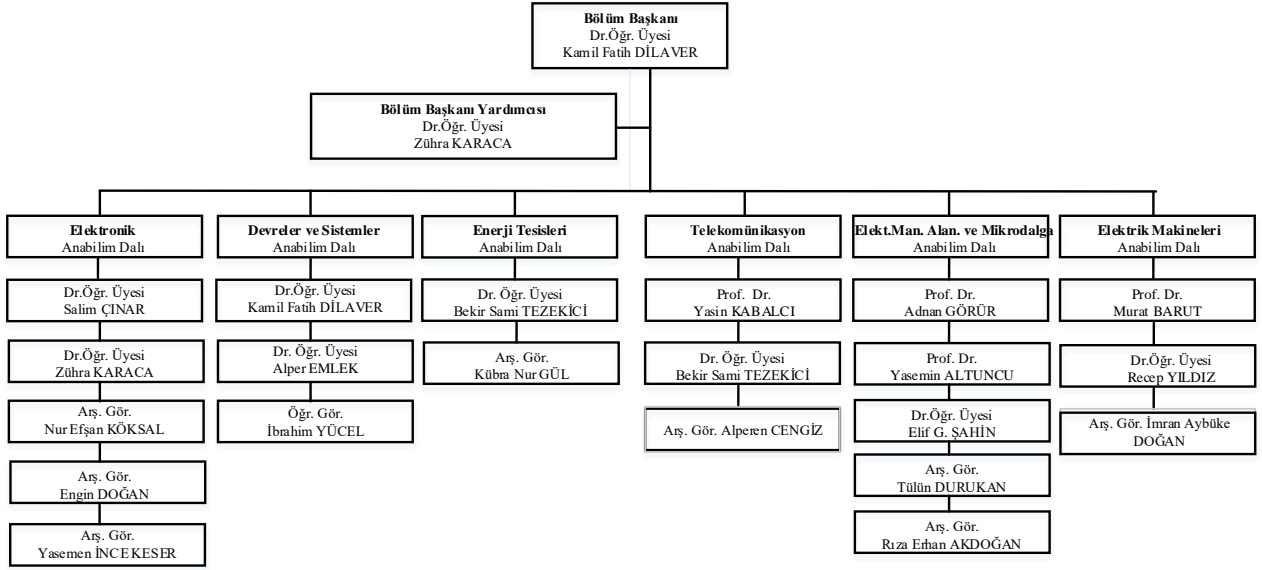 Bölüm Başkanı
Dr.Öğr. Üyesi
Kamil Fatih DİLAVER
Bölüm Başkanı Yardımcısı
Dr.Öğr. Üyesi
Zühra KARACA
Elektronik
Anabilim Dalı
Dr.Öğr. Üyesi
Salim ÇINAR
Dr.Öğr. Üyesi
Zühra KARACA
Arş. Gör.
Nur Efşan KÖKSAL
Arş. Gör.
Engin DOĞAN
Arş. Gör.
Yasemen İNCEKESER
Devreler ve Sistemler
Anabilim Dalı
Dr.Öğr. Üyesi
Kamil Fatih DİLAVER
Dr. Öğr. Üyesi
Alper EMLEK
Öğr. Gör.
İbrahim YÜCEL
Enerji Tesisleri
Anabilim Dalı
Dr. Öğr. Üyesi
Bekir Sami TEZEKİCİ
Arş. Gör.
Kübra Nur GÜL
Telekomünikasyon
Anabilim Dalı
Prof. Dr.
Yasin KABALCI
Dr. Öğr. Üyesi
Bekir Sami TEZEKİCİ
Arş. Gör. Alperen CENGİZ
Elekt.Man. Alan. ve Mikrodalga
Anabilim Dalı
Prof. Dr.
Adnan GÖRÜR
Prof. Dr.
Yasemin ALTUNCU
Dr.Öğr. Üyesi
Elif G. ŞAHİN
Arş. Gör.
Tülün DURUKAN
Arş. Gör.
Rıza Erhan AKDOĞAN
Elektrik Makineleri
Anabilim Dalı
Prof. Dr.
Murat BARUT
Dr.Öğr. Üyesi
Recep YILDIZ
Arş. Gör. İmran Aybüke
DOĞAN